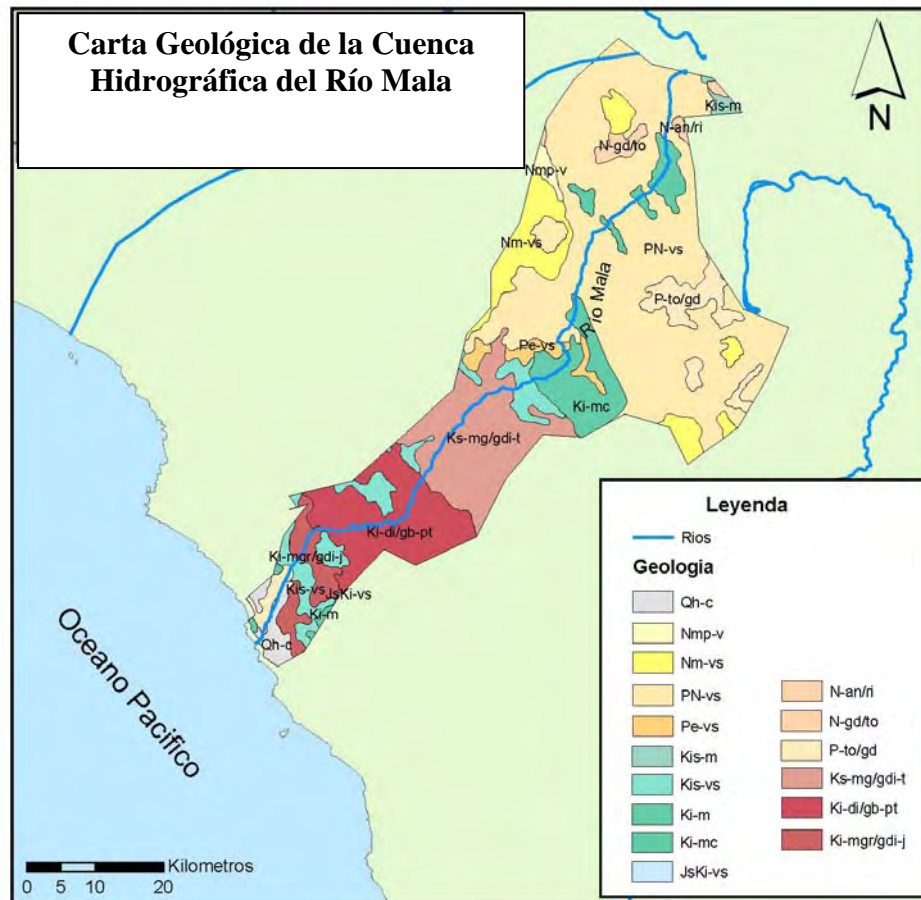 Carta Geológica de la Cuenca
Hidrográfica del Río Mala
N
Kis-m
N-an/ri
N-gd/to
Nmp-v
Nm-vs
PN-vs
Río Mala
P-to/gd
Pe-vs
Ki-mc
Ks-mg/gdi-t
Ki-di/gb-pt
Ki-mgr/gdi-j
Kis-vs
JsKi-vs
Ki-m
Qh-c
Oceano Pacifico
Kilometros
0 5 10 20
Leyenda
Rios
Geologia
Qh-c
Nmp-v
Nm-vs
PN-vs
Pe-vs
Kis-m
Kis-vs
Ki-m
Ki-mc
JsKi-vs
N-an/ri
N-gd/to
P-to/gd
Ks-mg/gdi-t
Ki-di/gb-pt
Ki-mgr/gdi-j